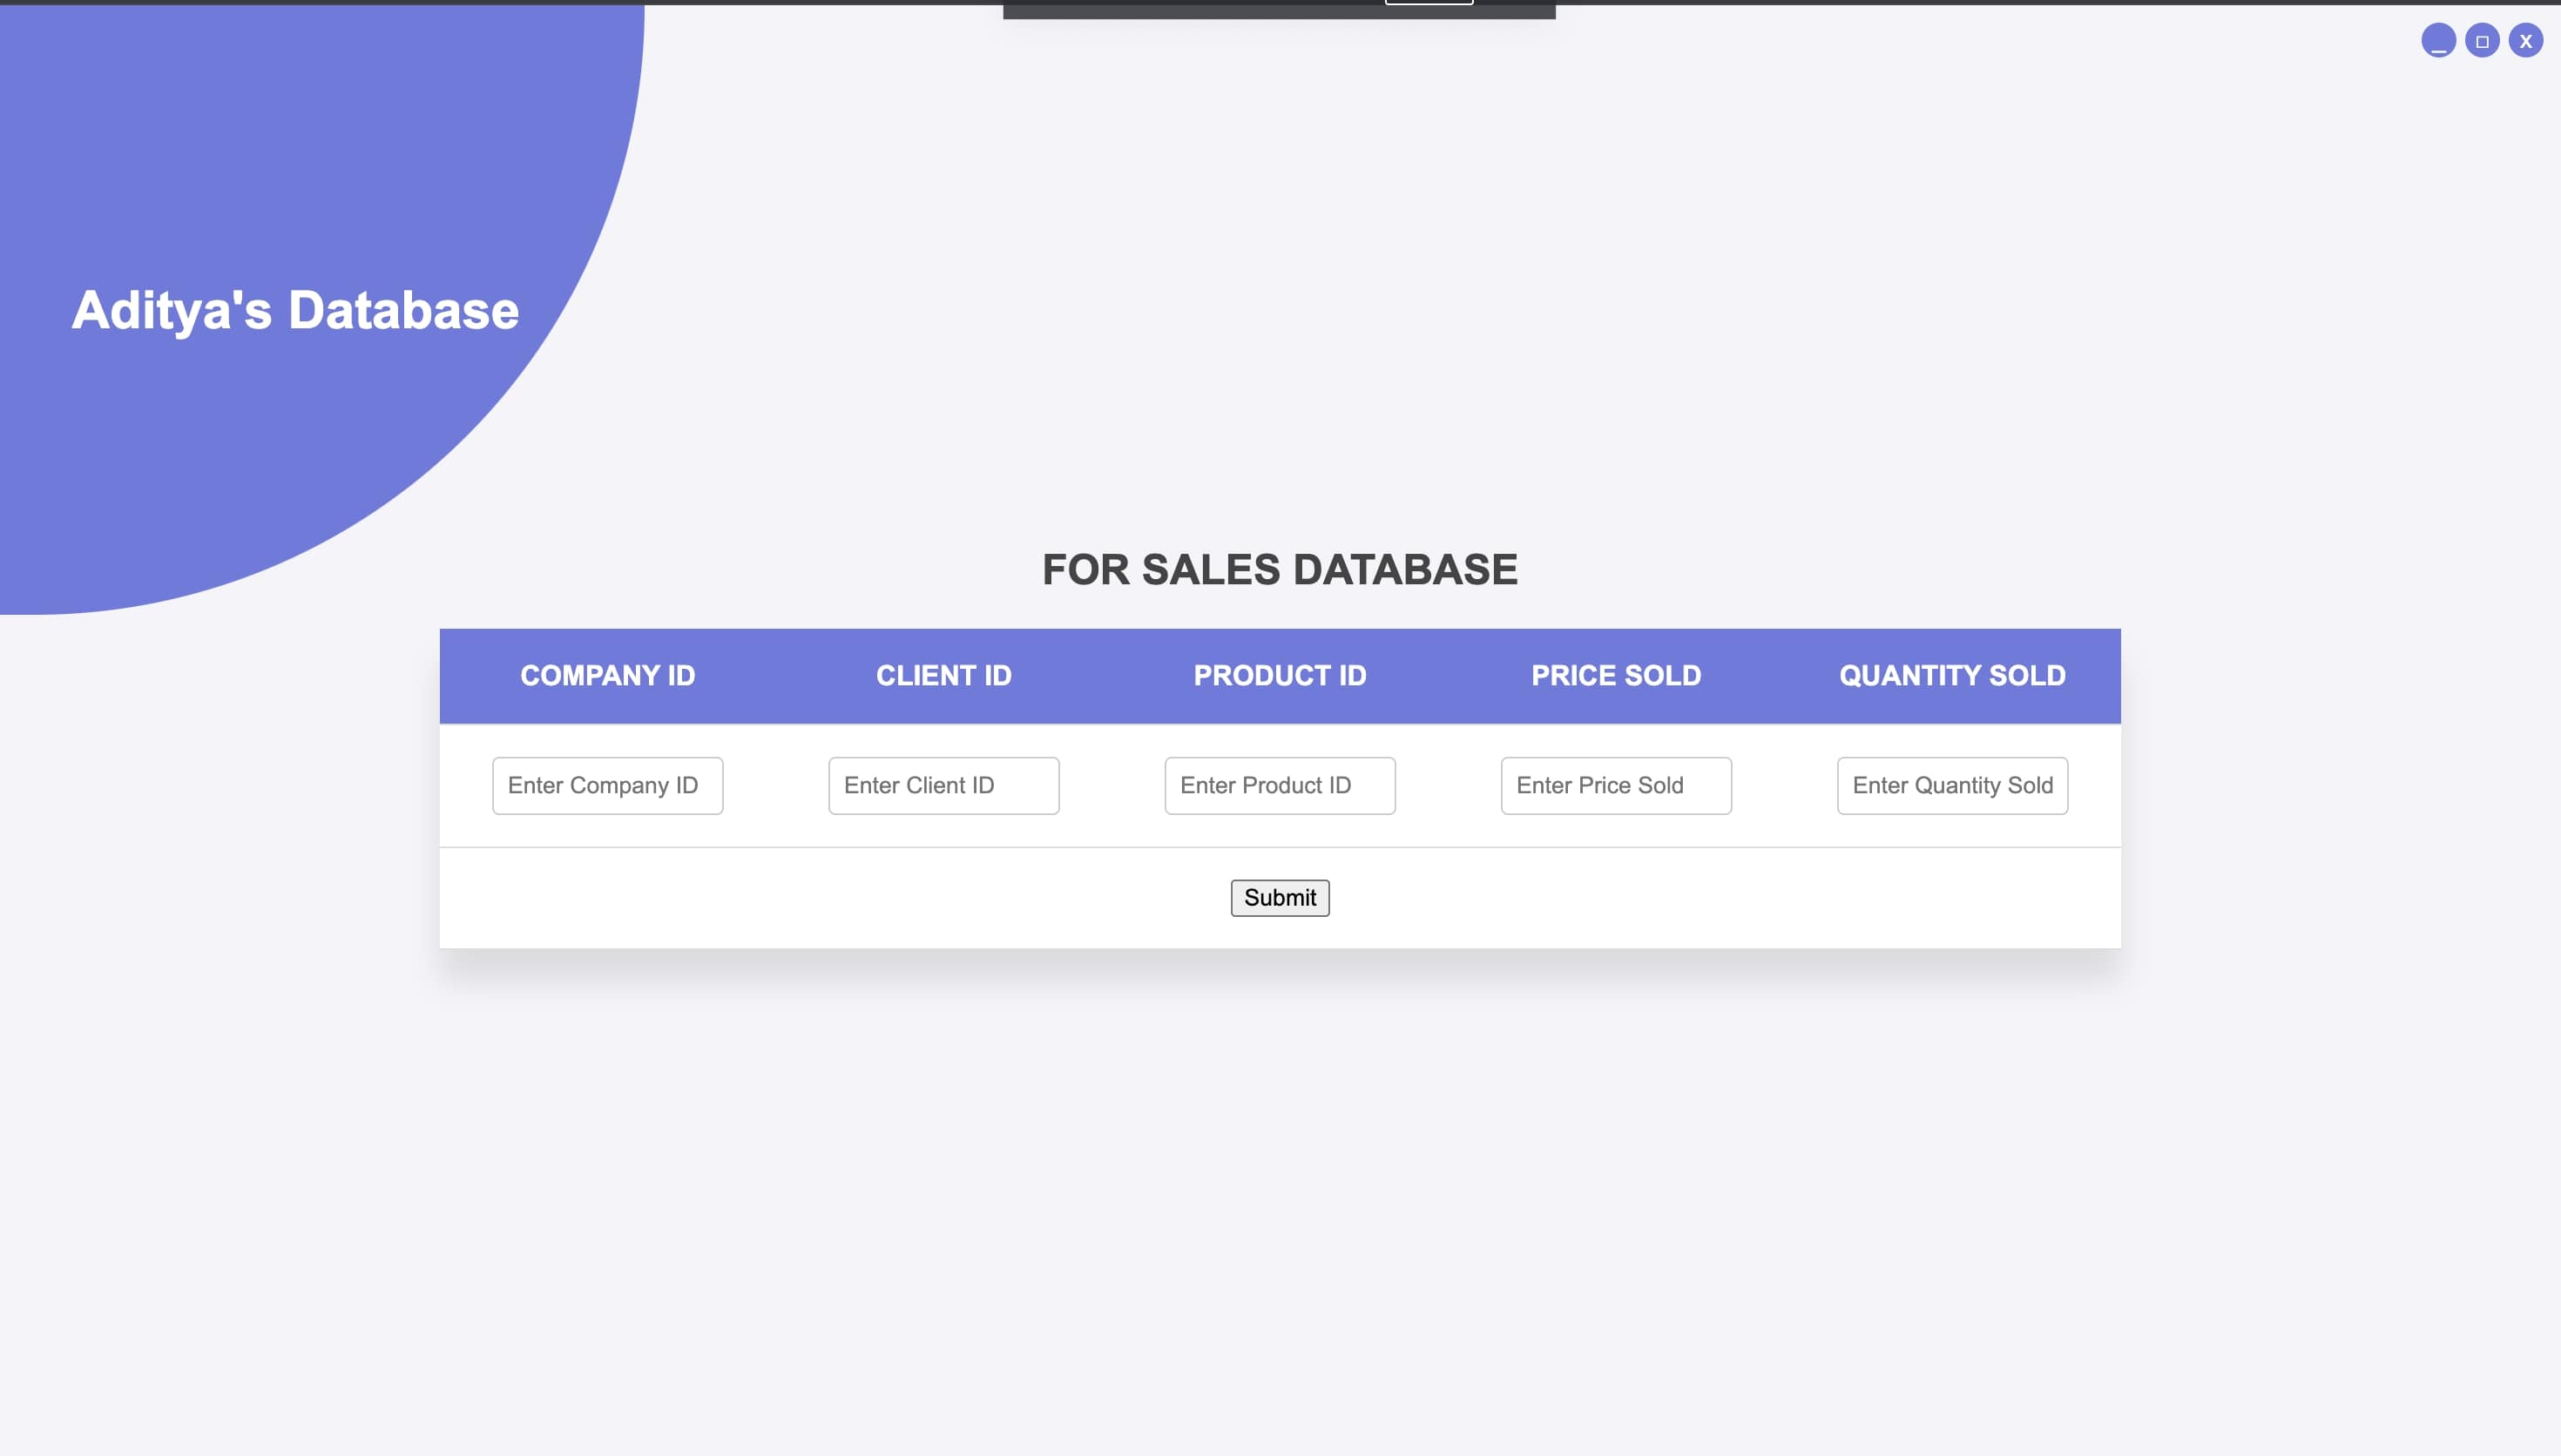 _ □ X
Aditya's Database
FOR SALES DATABASE
COMPANY ID CLIENT ID PRODUCT ID PRICE SOLD QUANTITY SOLD
Enter Company ID Enter Client ID Enter Product ID Enter Price Sold Enter Quantity Sold
Submit